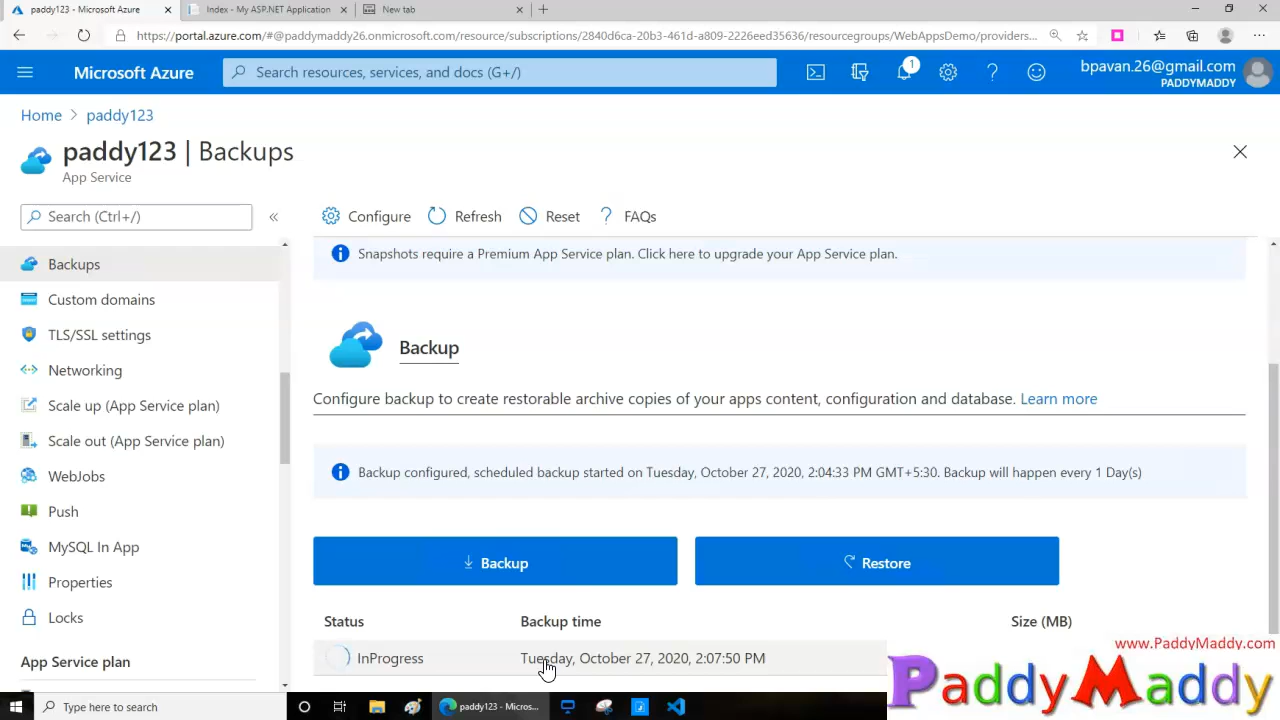 paddy123 - Microsoft Azure
Index - My ASP.NET Application
New tab
https://portal.azure.com/#@paddymaddy26.onmicrosoft.com/resource/subscriptions/2840d6ca-20b3-461d-a809-2226eed35636/resourcegroups/WebAppsDemo/providers...
Microsoft Azure
Search resources, services, and docs (G+/)
1
bpavan.26@gmail.com
PADDYMADDY
Home > paddy123
paddy123 | Backups
App Service
Search (Ctrl+/)
«
Configure
Refresh
Reset
? FAQs
Backups
Custom domains
TLS/SSL settings
Networking
Scale up (App Service plan)
Scale out (App Service plan)
WebJobs
Push
MySQL In App
Properties
Locks
App Service plan
Snapshots require a Premium App Service plan. Click here to upgrade your App Service plan.
Backup
Configure backup to create restorable archive copies of your apps content, configuration and database. Learn more
Backup configured, scheduled backup started on Tuesday, October 27, 2020, 2:04:33 PM GMT+5:30. Backup will happen every 1 Day(s)
Backup
Restore
Status
Backup time
Size (MB)
InProgress
Tuesday, October 27, 2020, 2:07:50 PM
www.PaddyMaddy.com
PaddyMaddy
Type here to search
paddy123 - Micros...